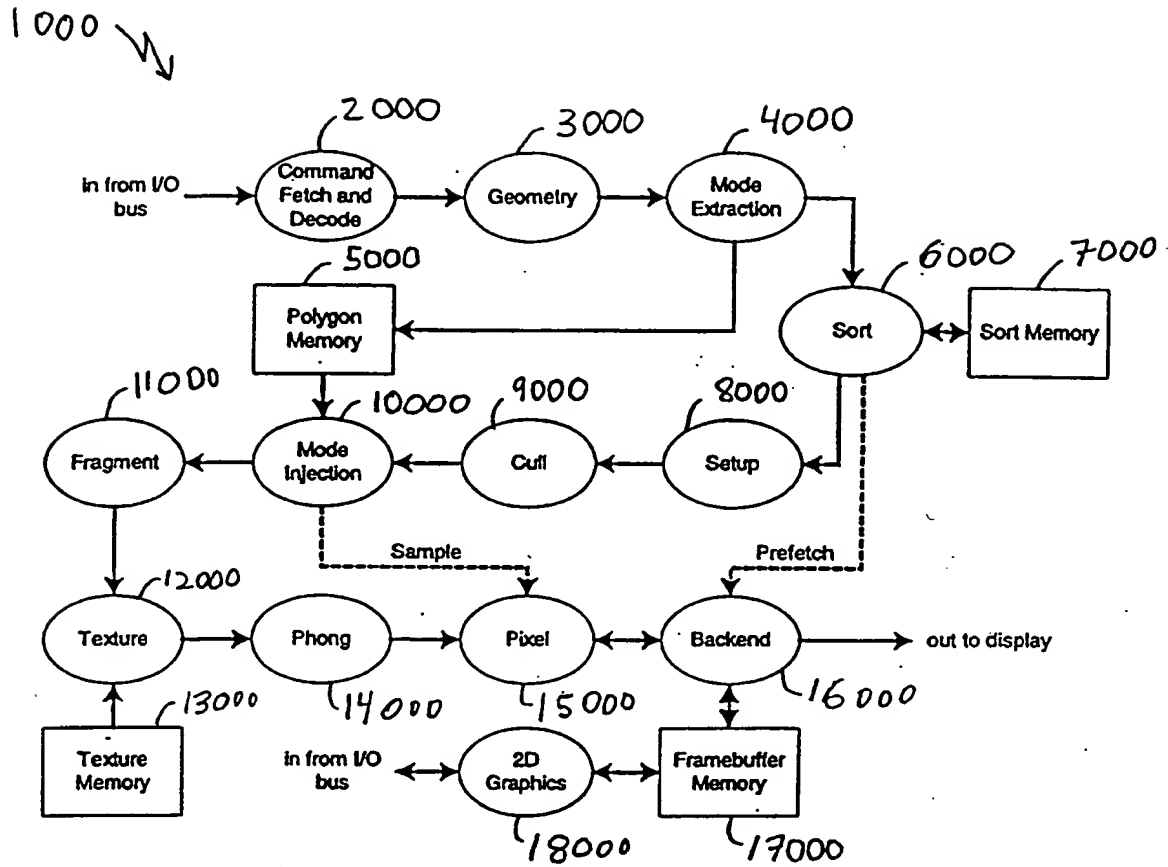 1000
2000
3000
4000
in from I/O
bus
Command
Fetch and
Decode
Geometry
Mode
Extraction
5000
6000
7000
Polygon
Memory
Sort
Sort Memory
11000
10000
9000
8000
Fragment
Mode
Injection
Cull
Setup
Sample
Prefetch
12000
Texture
Phong
Pixel
Backend
out to display
13000
14000
15000
16000
Texture
Memory
in from I/O
bus
2D
Graphics
Framebuffer
Memory
18000
17000